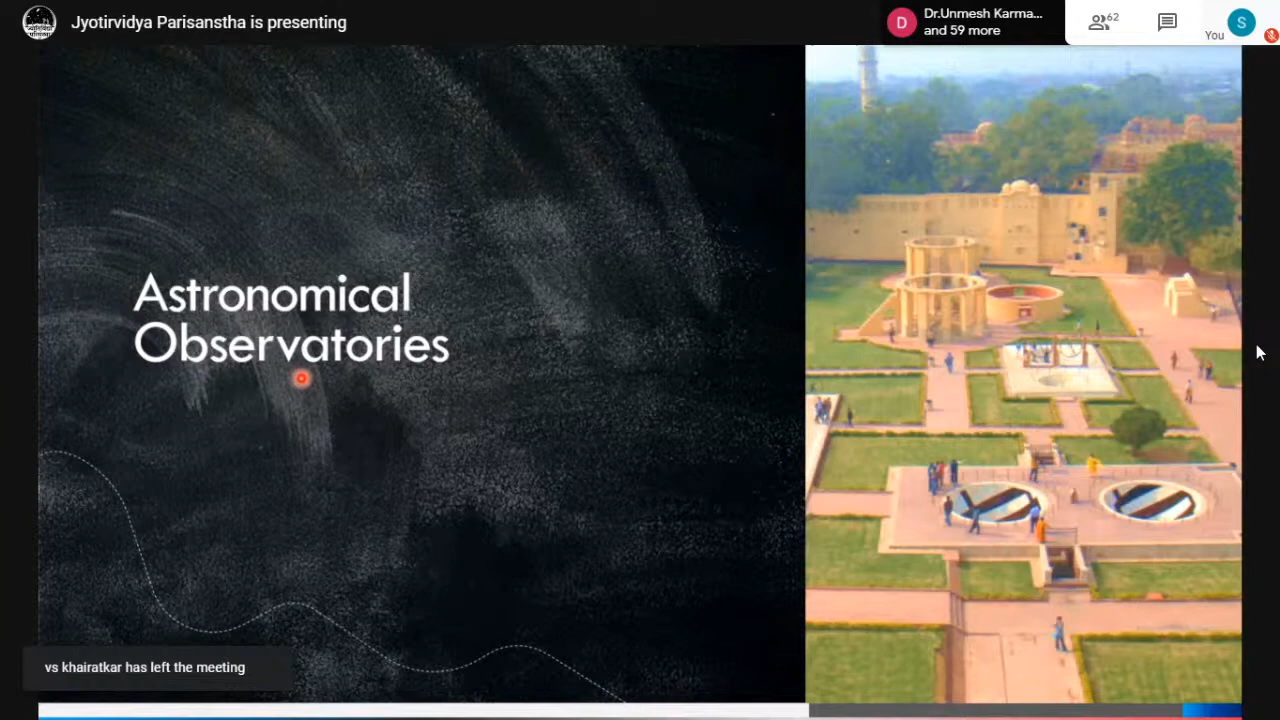 Jyotirvidya Parisanstha is presenting
D
Dr.Unmesh Karma...
and 59 more
62
You
S
Astronomical
Observatories
vs khairatkar has left the meeting